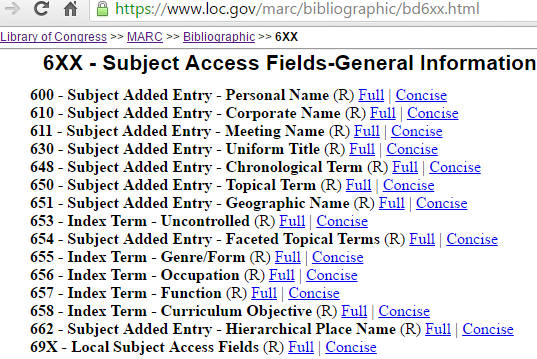 https://www.loc.gov/marc/bibliographic/bd6xx.html
Library of Congress >> MARC >> Bibliographic >> 6XX
6XX - Subject Access Fields-General Information
600 - Subject Added Entry - Personal Name (R) Full | Concise
610 - Subject Added Entry - Corporate Name (R) Full | Concise
611 - Subject Added Entry - Meeting Name (R) Full | Concise
630 - Subject Added Entry - Uniform Title (R) Full | Concise
648 - Subject Added Entry - Chronological Term (R) Full | Concise
650 - Subject Added Entry - Topical Term (R) Full | Concise
651 - Subject Added Entry - Geographic Name (R) Full | Concise
653 - Index Term - Uncontrolled (R) Full | Concise
654 - Subject Added Entry - Faceted Topical Terms (R) Full | Concise
655 - Index Term - Genre/Form (R) Full | Concise
656 - Index Term - Occupation (R) Full | Concise
657 - Index Term - Function (R) Full | Concise
658 - Index Term - Curriculum Objective (R) Full | Concise
662 - Subject Added Entry - Hierarchical Place Name (R) Full | Concise
69X - Local Subject Access Fields (R) Full | Concise